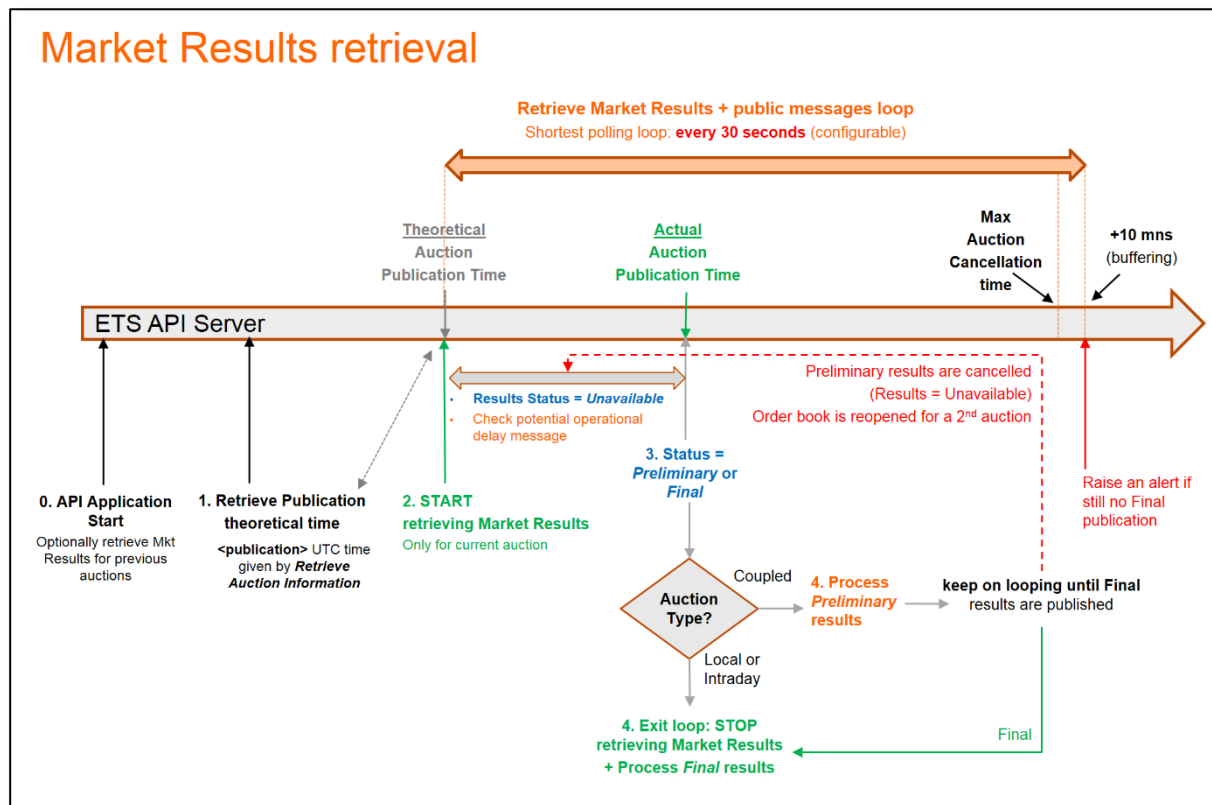 Market Results retrieval
Retrieve Market Results + public messages loop
Shortest polling loop: every 30 seconds (configurable)
Theoretical
Auction
Publication Time
Actual
Auction
Publication Time
Max
Auction
Cancellation
time
+10 mns
(buffering)
ETS API Server
• Results Status = Unavailable
• Check potential operational
delay message
Preliminary results are cancelled
(Results = Unavailable)
Order book is reopened for a 2nd auction
3. Status =
Preliminary or
Final
0. API Application
Start
Optionally retrieve Mkt
Results for previous
auctions
1. Retrieve Publication
theoretical time
<publication> UTC time
given by Retrieve
Auction Information
2. START
retrieving Market Results
Only for current auction
Raise an alert if
still no Final
publication
Auction
Type?
Coupled
4. Process
Preliminary
results
keep on looping until Final
results are published
Local or
Intraday
4. Exit loop: STOP
retrieving Market Results
+ Process Final results
Final